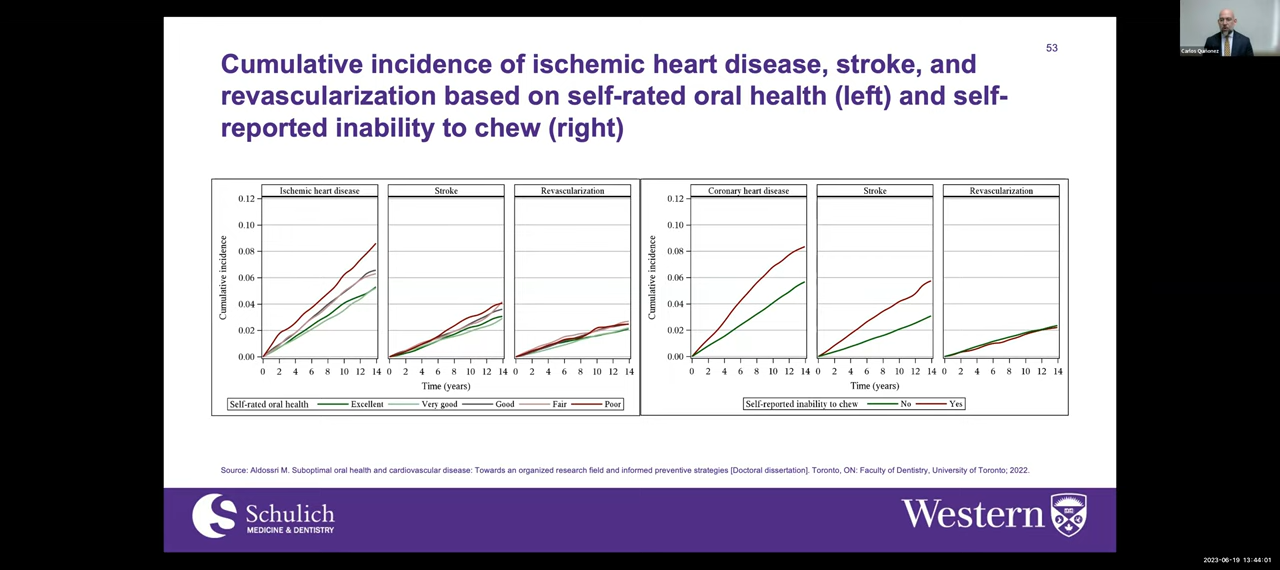 Carlos Quiñonez
53
Cumulative incidence of ischemic heart disease, stroke, and
revascularization based on self-rated oral health (left) and self-
reported inability to chew (right)
Ischemic heart disease Stroke Revascularization
Cumulative incidence
0.12
0.10
0.08
0.06
0.04
0.02
0.00
0 2 4 6 8 10 12 14 0 2 4 6 8 10 12 14 0 2 4 6 8 10 12 14
Time (years)
Self-rated oral health Excellent Very good Good Fair Poor
Coronary heart disease Stroke Revascularization
Cumulative incidence
0.12
0.10
0.08
0.06
0.04
0.02
0.00
0 2 4 6 8 10 12 14 0 2 4 6 8 10 12 14 0 2 4 6 8 10 12 14
Time (years)
Self-reported inability to chew No Yes
Source: Aldossri M. Suboptimal oral health and cardiovascular disease: Towards an organized research field and informed preventive strategies [Doctoral dissertation]. Toronto, ON: Faculty of Dentistry, University of Toronto; 2022.
Schulich
MEDICINE & DENTISTRY
Western
2023-06-19 13:44:01